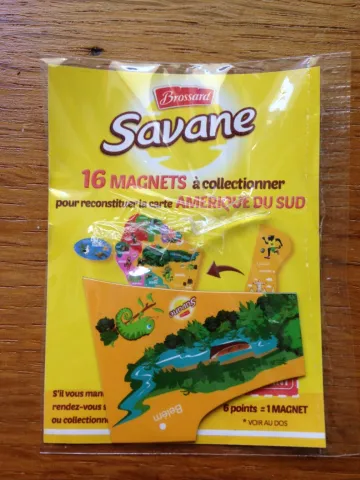 Brossard
Savane
16 MAGNETS à collectionner
pour reconstituer la carte AMÉRIQUE DU SUD
Savane
Belém
S'il vous man
rendez-vous
ou collectionn
6 points = 1 MAGNET
* VOIR AU DOS